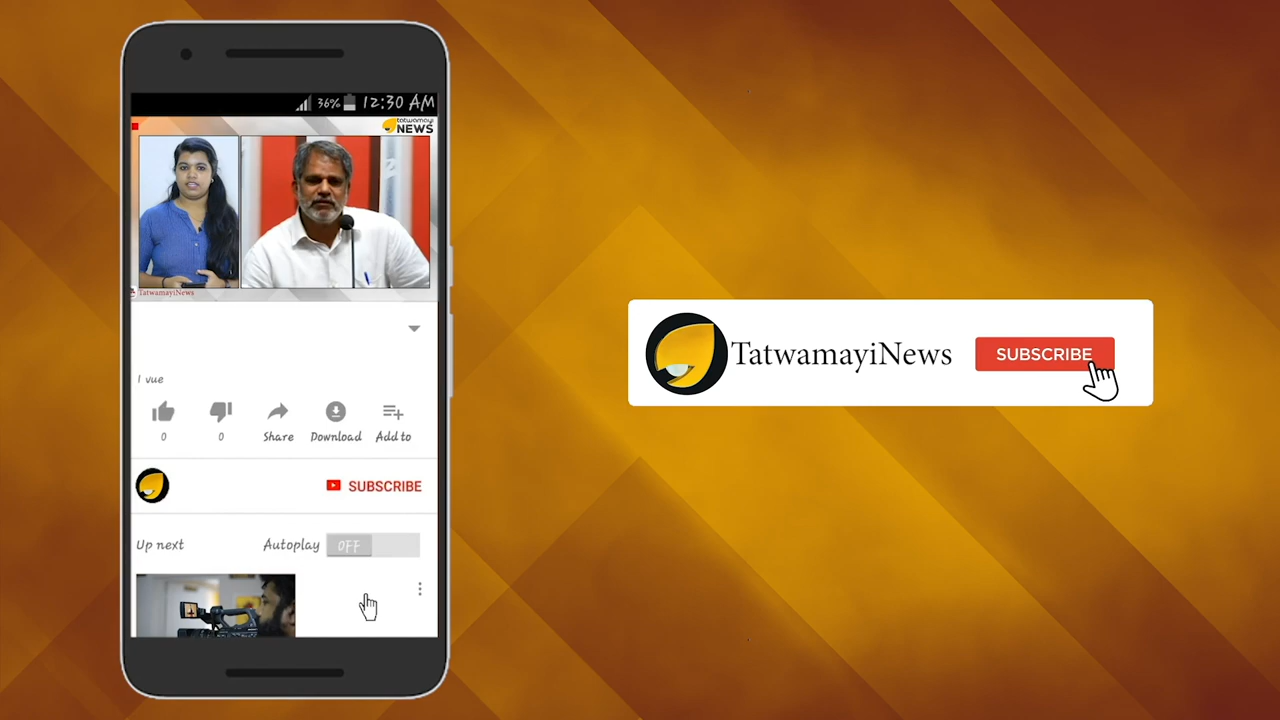 36% 12:30 AM
tatwamayi
NEWS
TatwamayiNews
1 vue
0
0
Share
Download
Add to
SUBSCRIBE
Up next
Autoplay
OFF
TatwamayiNews
SUBSCRIBE